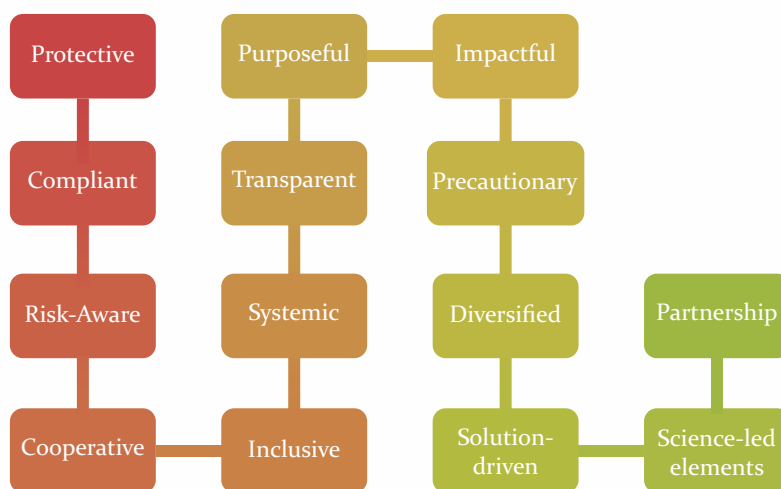 Protective
Compliant
Risk-Aware
Cooperative
Inclusive
Systemic
Transparent
Purposeful
Impactful
Precautionary
Diversified
Solution-
driven
Science-led
elements
Partnership